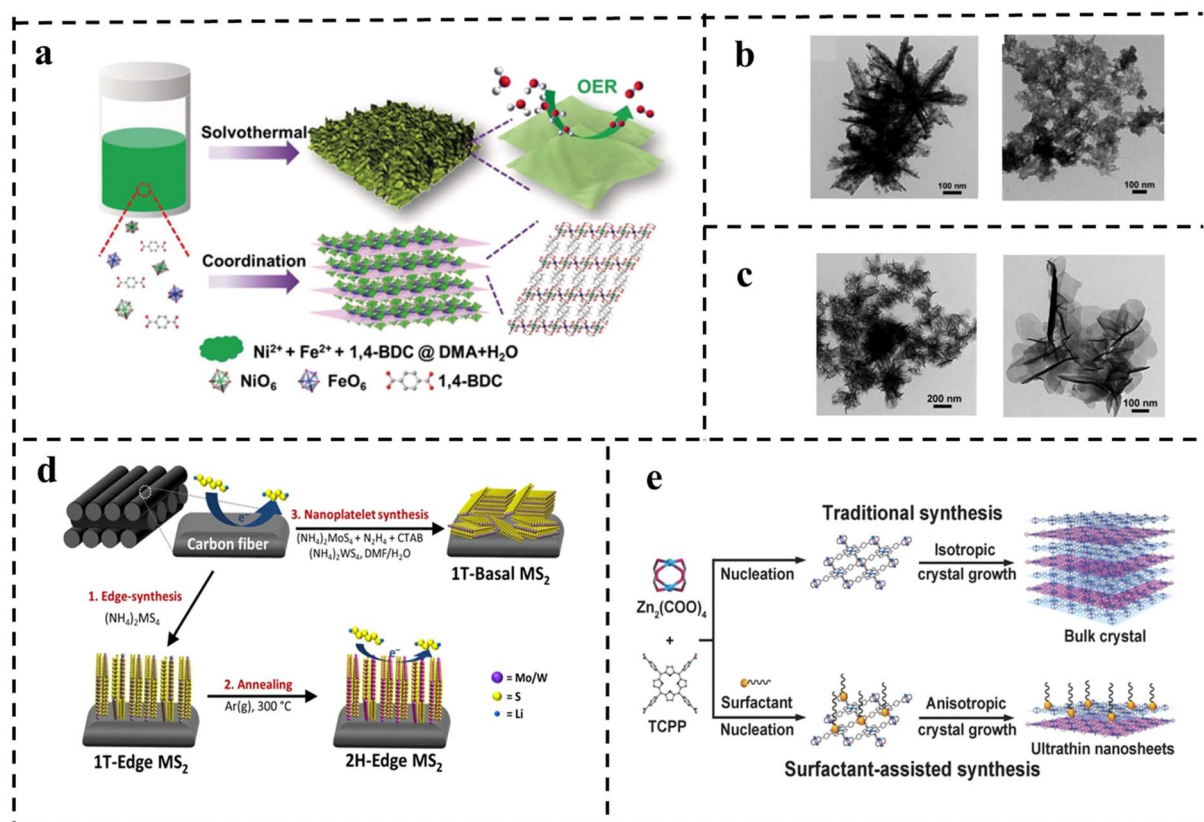 a
OER
Solvothermal
Coordination
Ni²⁺ + Fe²⁺ + 1,4-BDC @ DMA+H₂O
NiO₆ FeO₆ 1,4-BDC
b
100 nm 100 nm
c
200 nm 100 nm
d
e⁻
Carbon fiber
3. Nanoplatelet synthesis
(NH₄)₂MoS₄ + N₂H₄ + CTAB
(NH₄)₂WS₄, DMF/H₂O
1T-Basal MS₂
1. Edge-synthesis
(NH₄)₂MS₄
e⁻
2. Annealing
Ar(g), 300 °C
= Mo/W
= S
= Li
1T-Edge MS₂
2H-Edge MS₂
e
Traditional synthesis
Zn₂(COO)₄
+
TCPP
Nucleation
Isotropic
crystal growth
Bulk crystal
Surfactant
Nucleation
Anisotropic
crystal growth
Ultrathin nanosheets
Surfactant-assisted synthesis